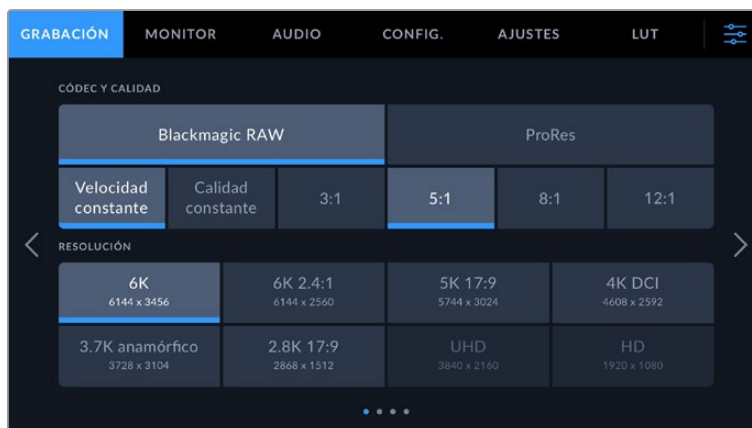 GRABACIÓN MONITOR AUDIO CONFIG. AJUSTES LUT
CÓDEC Y CALIDAD
Blackmagic RAW ProRes
Velocidad constante Calidad constante 3:1 5:1 8:1 12:1
RESOLUCIÓN
6K 6K 2.4:1 5K 17:9 4K DCI
6144 x 3456 6144 x 2560 5744 x 3024 4608 x 2592
3.7K anamórfico 2.8K 17:9 UHD HD
3728 x 3104 2868 x 1512 3840 x 2160 1920 x 1080